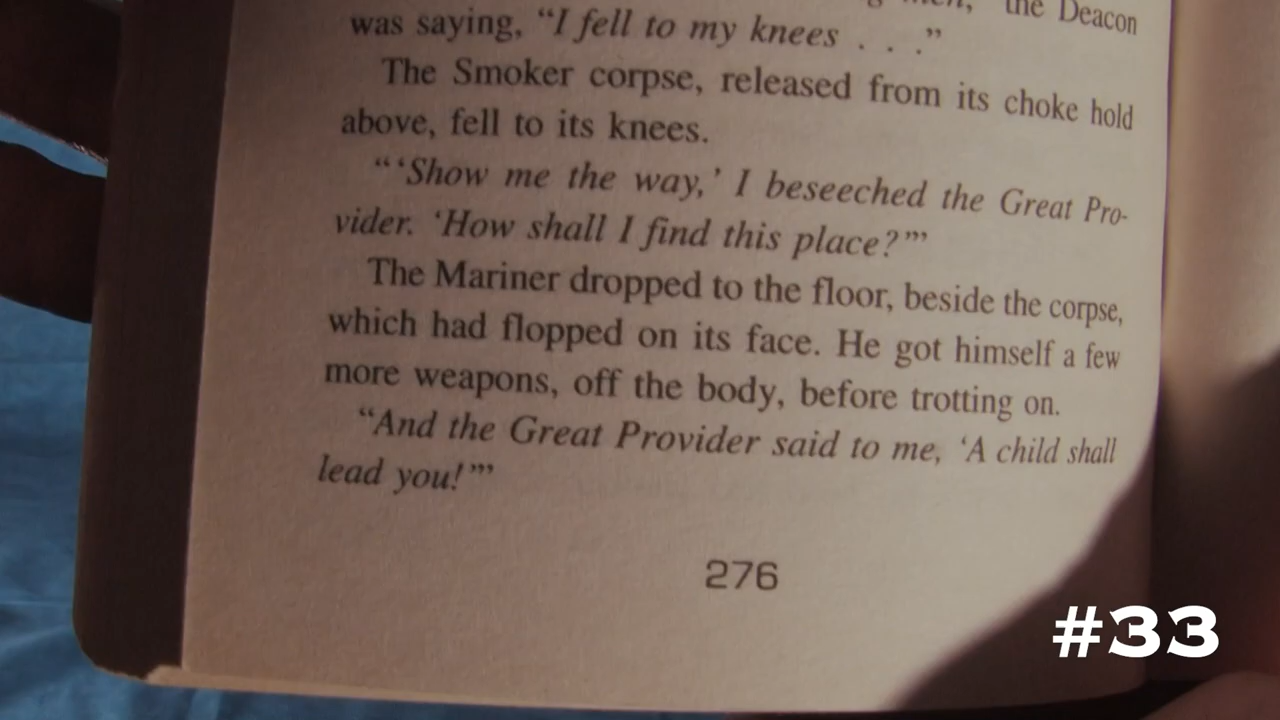 the Deacon
was saying, “I fell to my knees . . .”
The Smoker corpse, released from its choke hold
above, fell to its knees.
“‘Show me the way,’ I beseeched the Great Pro-
vider. ‘How shall I find this place?’”
The Mariner dropped to the floor, beside the corpse,
which had flopped on its face. He got himself a few
more weapons, off the body, before trotting on.
“And the Great Provider said to me, ‘A child shall
lead you!’”
276
#33